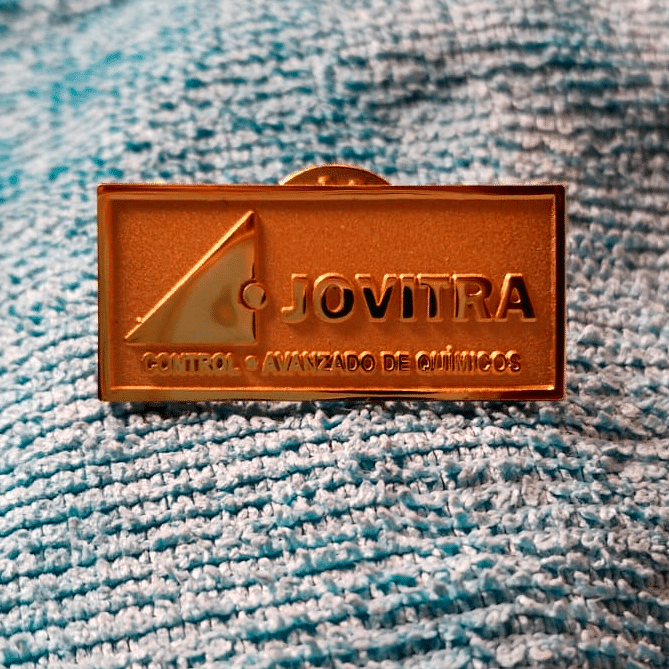 JOVITRA
CONTROL • AVANZADO DE QUÍMICOS